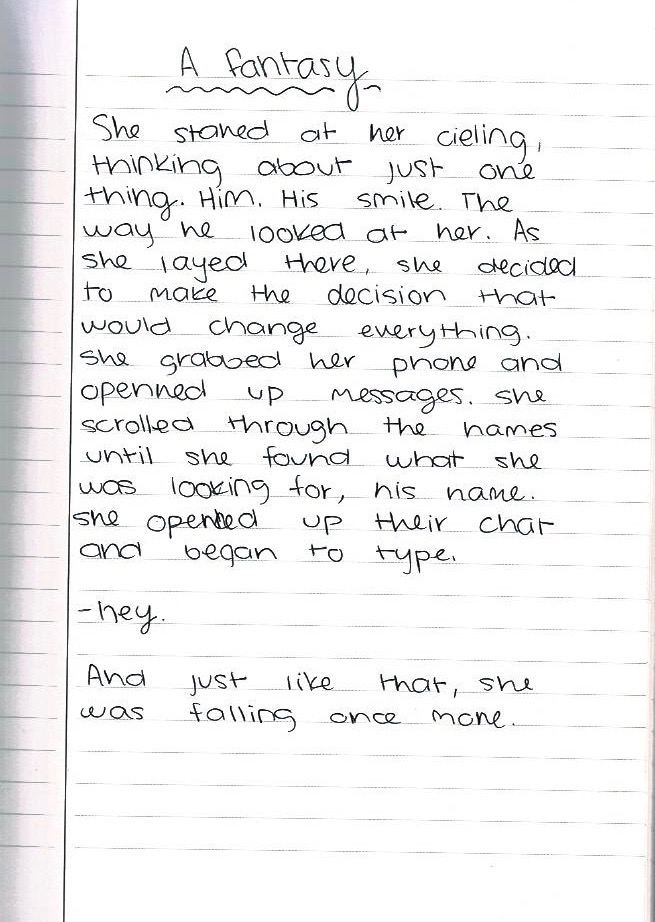 A fantasy
She stared at her cieling,
thinking about just one
thing. Him. His smile. The
way he looked at her. As
she layed there, she decided
to make the decision that
would change everything.
She grabbed her phone and
openned up messages. She
scrolled through the names
until she found what she
was looking for, his name.
She opened up their chat
and began to type.
-hey.
And just like that, she
was falling once more.